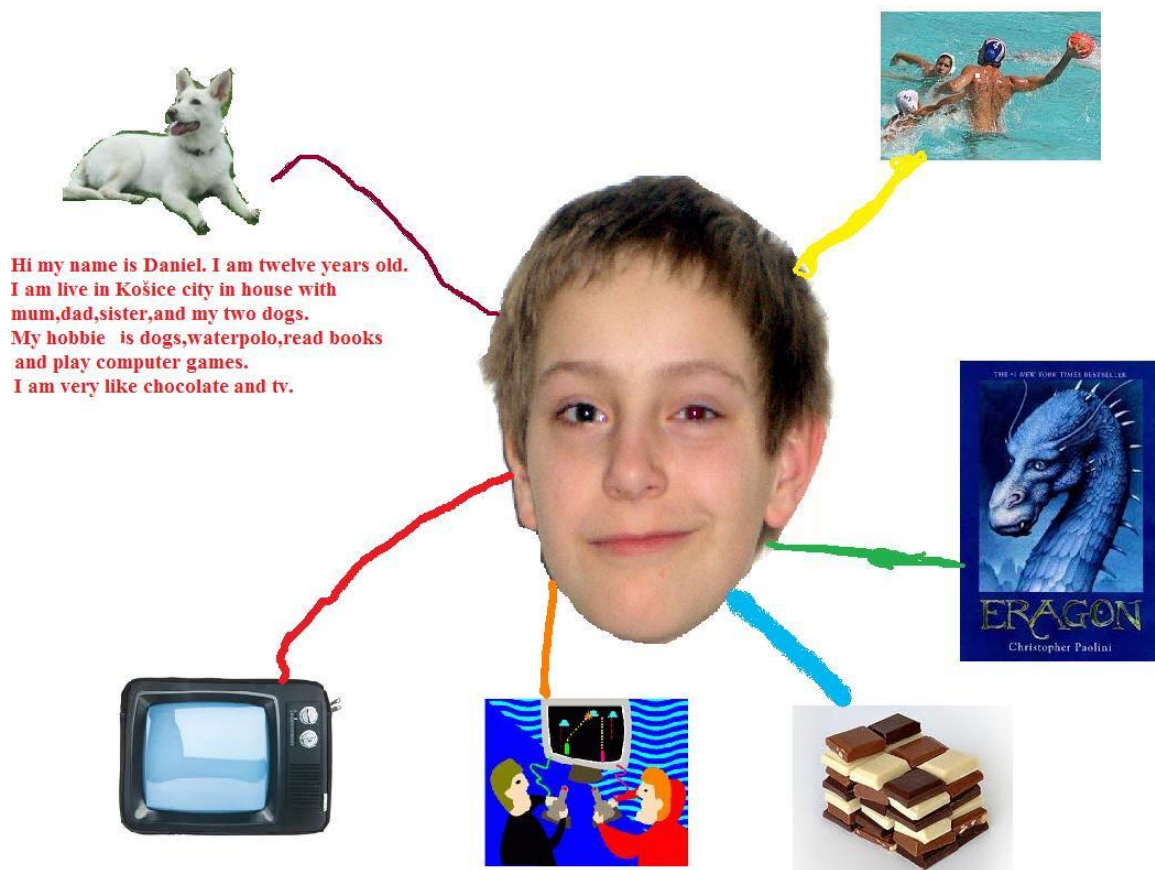 Hi my name is Daniel. I am twelve years old.
I am live in Košice city in house with
mum,dad,sister,and my two dogs.
My hobbie is dogs,waterpolo,read books
and play computer games.
I am very like chocolate and tv.
THE #1 NEW YORK TIMES BESTSELLER
ERAGON
Christopher Paolini